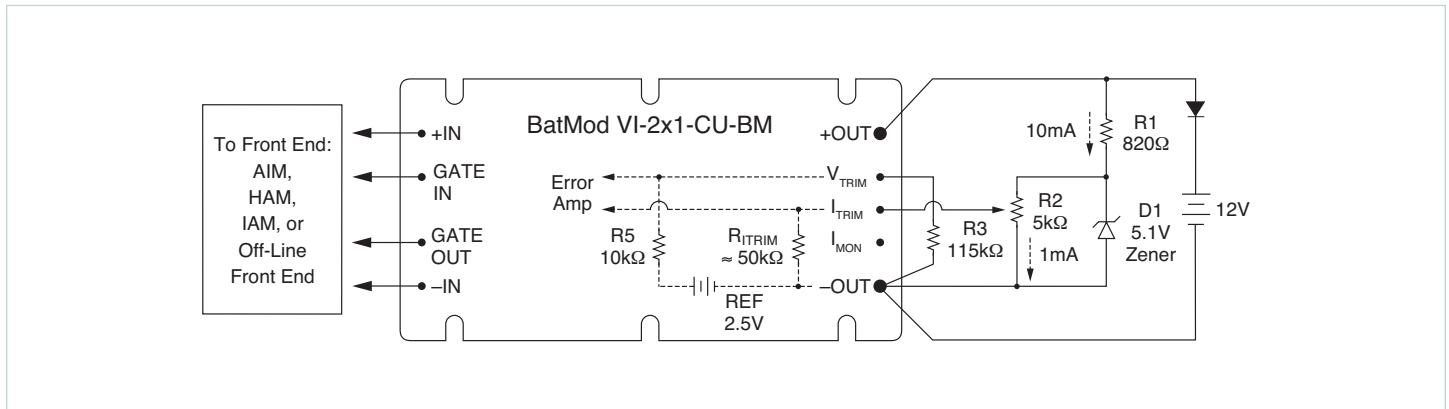 To Front End:
AIM,
HAM,
IAM, or
Off-Line
Front End
BatMod VI-2x1-CU-BM
+IN
GATE
IN
GATE
OUT
–IN
Error
Amp
R5
10kΩ
RITRIM
≈ 50kΩ
REF
2.5V
+OUT
VTRIM
ITRIM
IMON
–OUT
R3
115kΩ
10mA
R1
820Ω
R2
5kΩ
1mA
D1
5.1V
Zener
12V